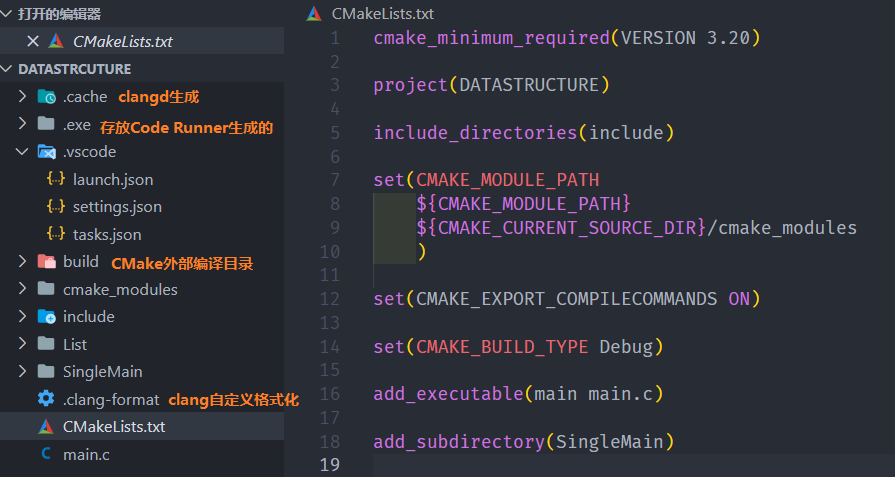 打开的编辑器
CMakeLists.txt
DATASTRCUTURE
.cache clangd生成
.exe 存放Code Runner生成的
.vscode
launch.json
settings.json
tasks.json
build CMake外部编译目录
cmake_modules
include
List
SingleMain
.clang-format clang自定义格式化
CMakeLists.txt
main.c
CMakeLists.txt
1 cmake_minimum_required(VERSION 3.20)
2
3 project(DATASTRUCTURE)
4
5 include_directories(include)
6
7 set(CMAKE_MODULE_PATH
8 ${CMAKE_MODULE_PATH}
9 ${CMAKE_CURRENT_SOURCE_DIR}/cmake_modules
10 )
11
12 set(CMAKE_EXPORT_COMPILECOMMANDS ON)
13
14 set(CMAKE_BUILD_TYPE Debug)
15
16 add_executable(main main.c)
17
18 add_subdirectory(SingleMain)
19